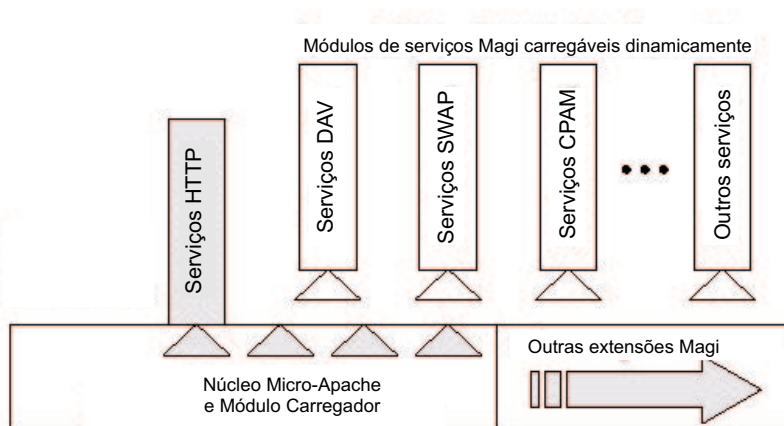 Módulos de serviços Magi carregáveis dinamicamente
Serviços HTTP
Serviços DAV
Serviços SWAP
Serviços CPAM
Outros serviços
Núcleo Micro-Apache
e Módulo Carregador
Outras extensões Magi